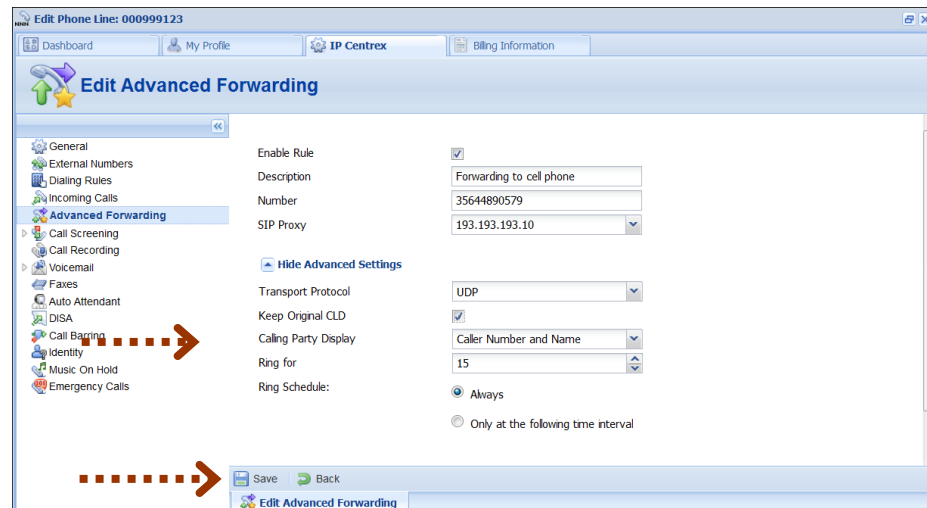 Edit Phone Line: 000999123
Dashboard
My Profile
IP Centrex
Billing Information
Edit Advanced Forwarding
General
External Numbers
Dialing Rules
Incoming Calls
Advanced Forwarding
Call Screening
Call Recording
Voicemail
Faxes
Auto Attendant
DISA
Call Barring
Identity
Music On Hold
Emergency Calls
Enable Rule
Description Forwarding to cell phone
Number 35644890579
SIP Proxy 193.193.193.10
Hide Advanced Settings
Transport Protocol UDP
Keep Original CLD
Calling Party Display Caller Number and Name
Ring for 15
Ring Schedule: Always
Only at the following time interval
Save Back
Edit Advanced Forwarding